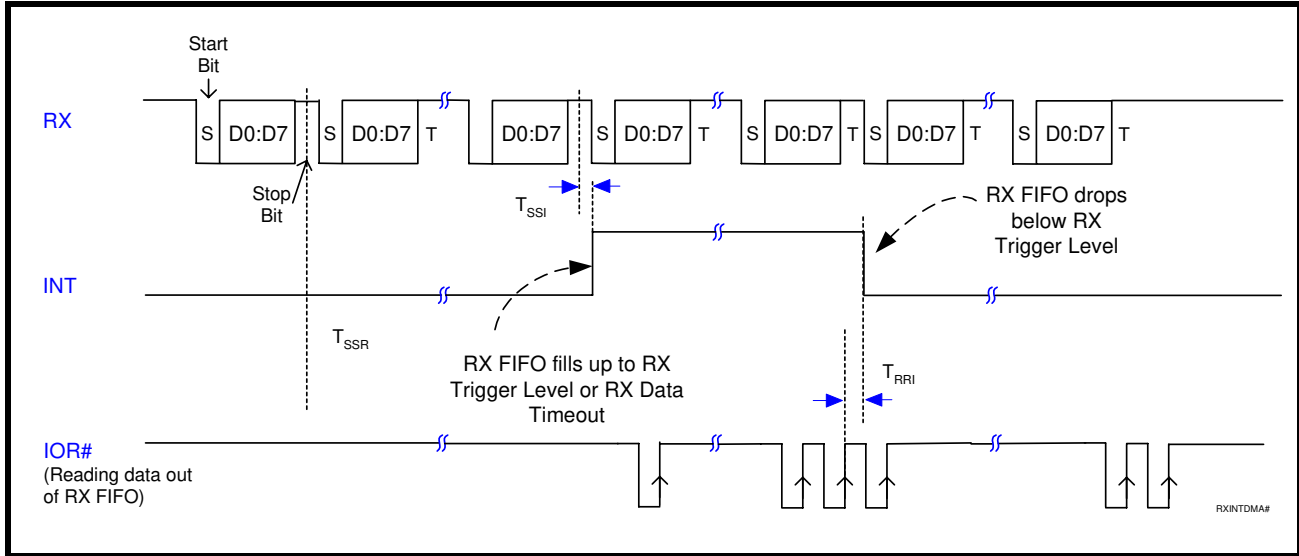 Start
Bit
RX
S D0:D7 S D0:D7 T D0:D7 S D0:D7 T S D0:D7 T S D0:D7 T S D0:D7 T
Stop
Bit
TSSI
RX FIFO drops
below RX
Trigger Level
INT
TSSR
RX FIFO fills up to RX
Trigger Level or RX Data
Timeout
TRRI
IOR#
(Reading data out
of RX FIFO)
RXINTDMA#